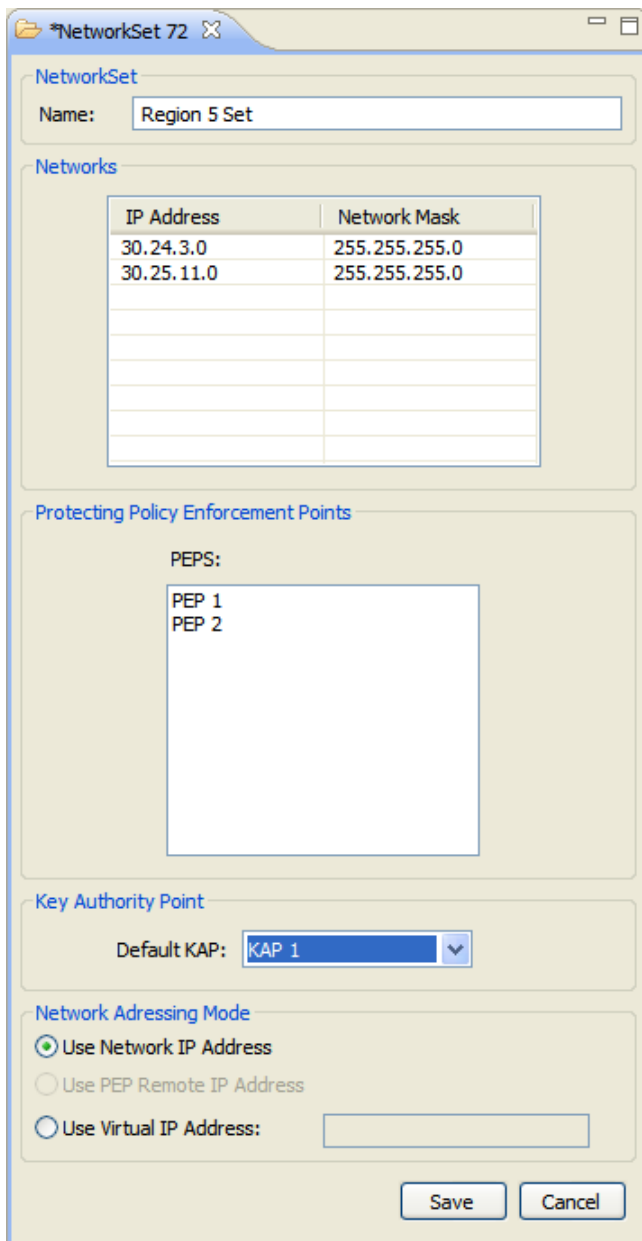 *NetworkSet 72
NetworkSet
Name: Region 5 Set
Networks
IP Address Network Mask
30.24.3.0 255.255.255.0
30.25.11.0 255.255.255.0
Protecting Policy Enforcement Points
PEPS:
PEP 1
PEP 2
Key Authority Point
Default KAP: KAP 1
Network Adressing Mode
Use Network IP Address
Use PEP Remote IP Address
Use Virtual IP Address:
Save Cancel